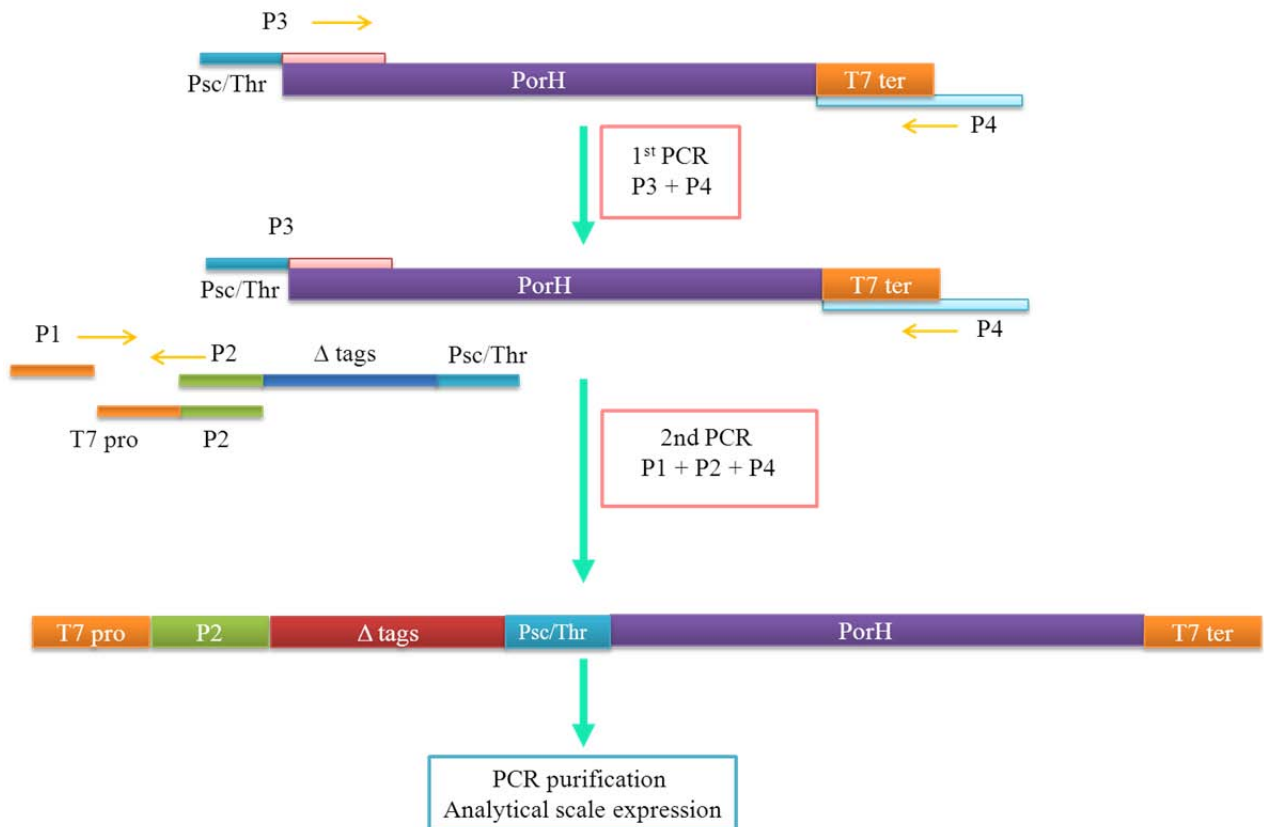 P3
Psc/Thr
PorH
T7 ter
P4
1st PCR
P3 + P4
P3
Psc/Thr
PorH
T7 ter
P4
P1
P2
Δ tags
Psc/Thr
T7 pro
P2
2nd PCR
P1 + P2 + P4
T7 pro
P2
Δ tags
Psc/Thr
PorH
T7 ter
PCR purification
Analytical scale expression